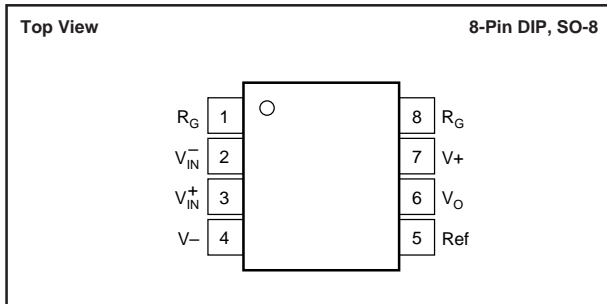 Top View 8-Pin DIP, SO-8
R_G 1 8 R_G
V_IN^– 2 7 V+
V_IN^+ 3 6 V_O
V– 4 5 Ref